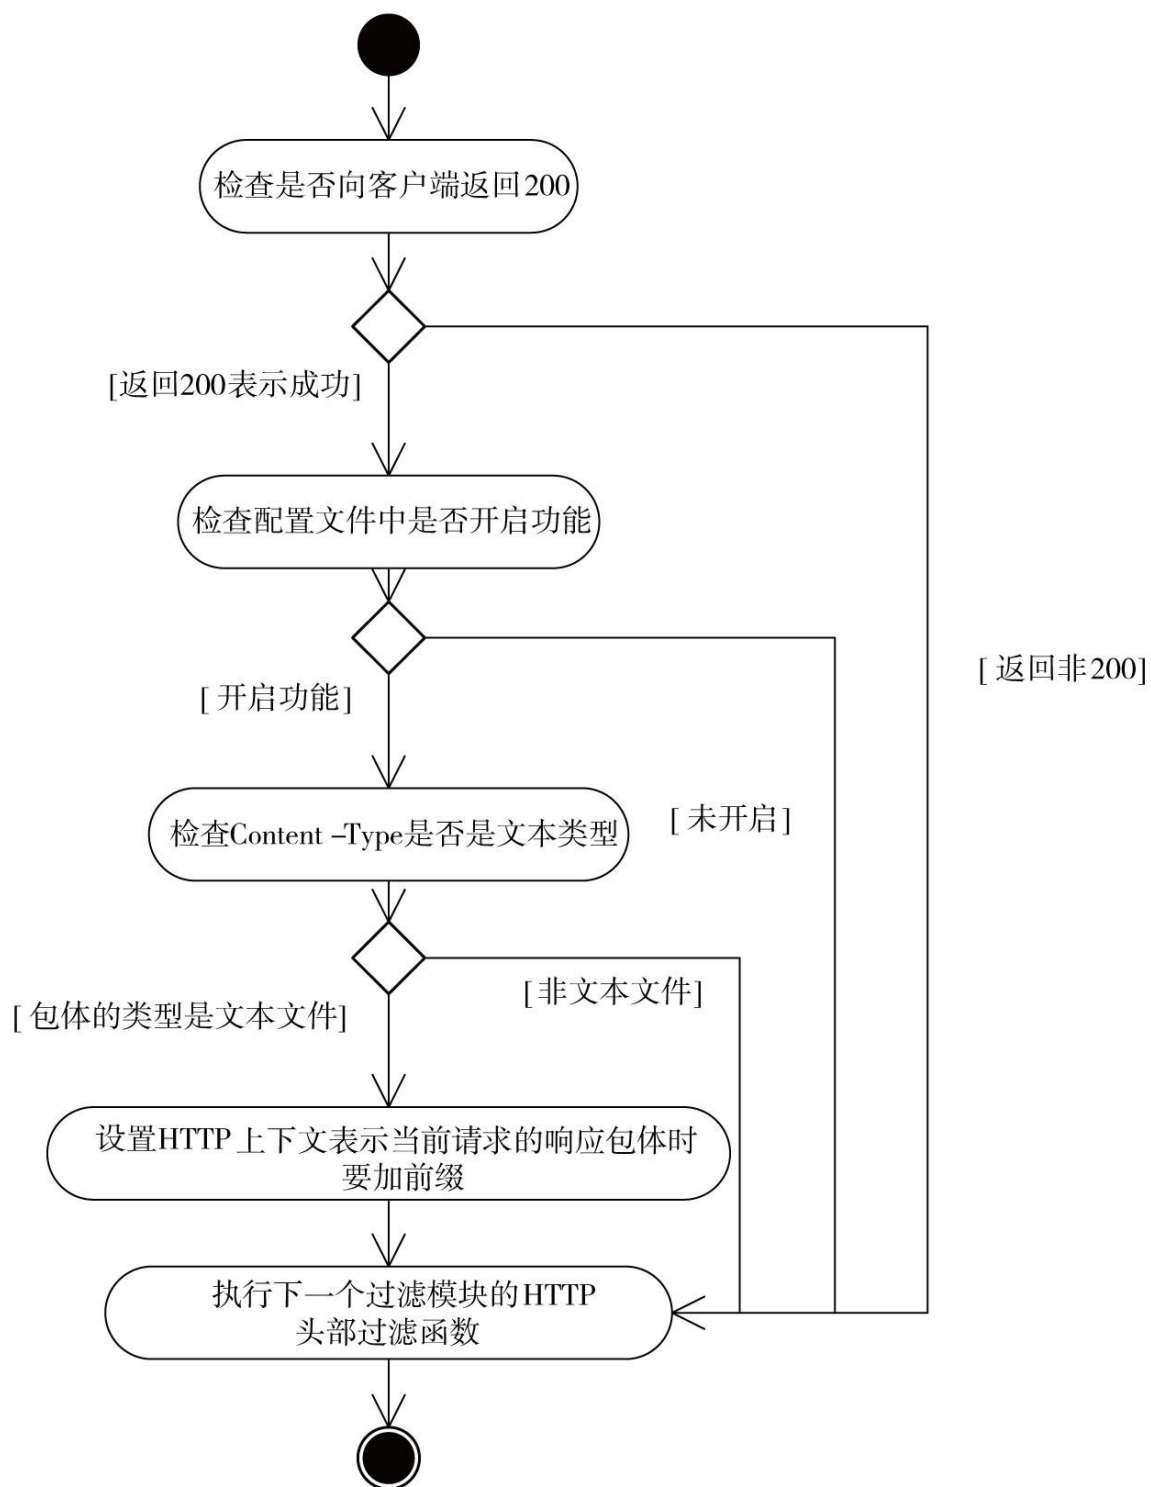 检查是否向客户端返回200
[返回200表示成功]
检查配置文件中是否开启功能
[返回非200]
[开启功能]
[未开启]
检查Content-Type是否是文本类型
[非文本文件]
[包体的类型是文本文件]
设置HTTP上下文表示当前请求的响应包体时
要加前缀
执行下一个过滤模块的HTTP
头部过滤函数